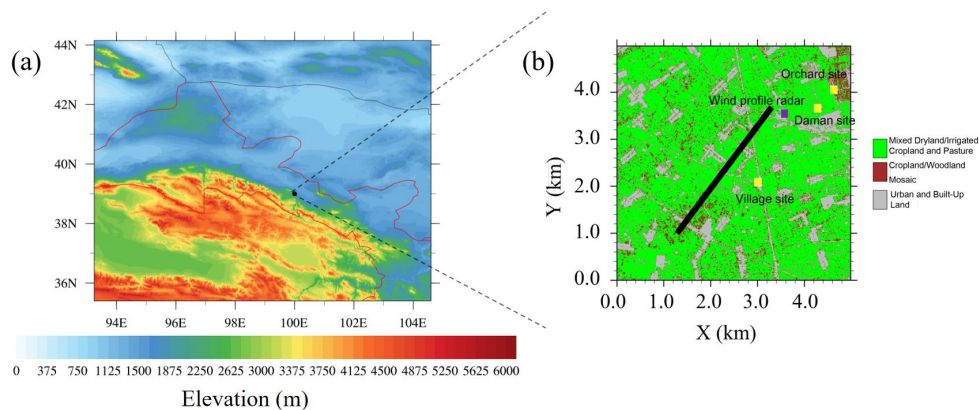 (a)
44N
42N
40N
38N
36N
94E 96E 98E 100E 102E 104E
0 375 750 1125 1500 1875 2250 2625 3000 3375 3750 4125 4500 4875 5250 5625 6000
Elevation (m)
(b)
Orchard site
Wind profile radar
Daman site
Village site
4.0
3.0
2.0
1.0
0.0
Y (km)
0.0 1.0 2.0 3.0 4.0
X (km)
Mixed Dryland/Irrigated
Cropland and Pasture
Cropland/Woodland
Mosaic
Urban and Built-Up
Land